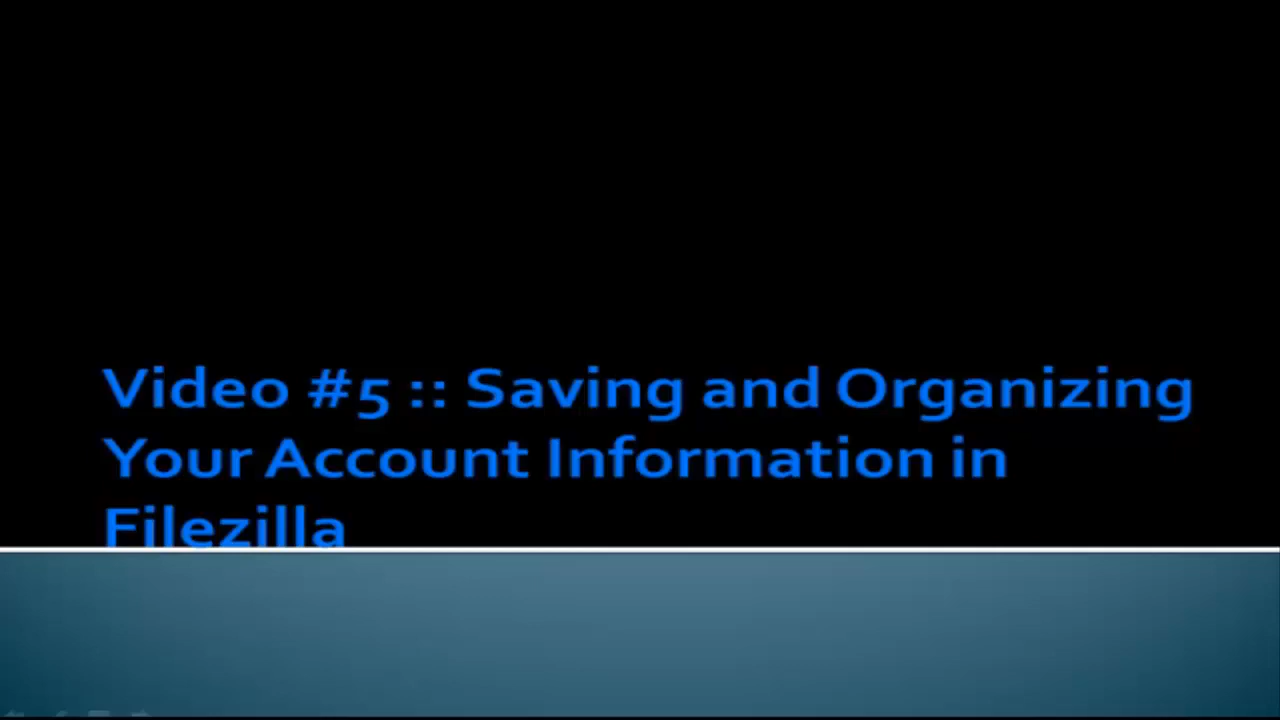 Video #5 :: Saving and Organizing
Your Account Information in
Filezilla